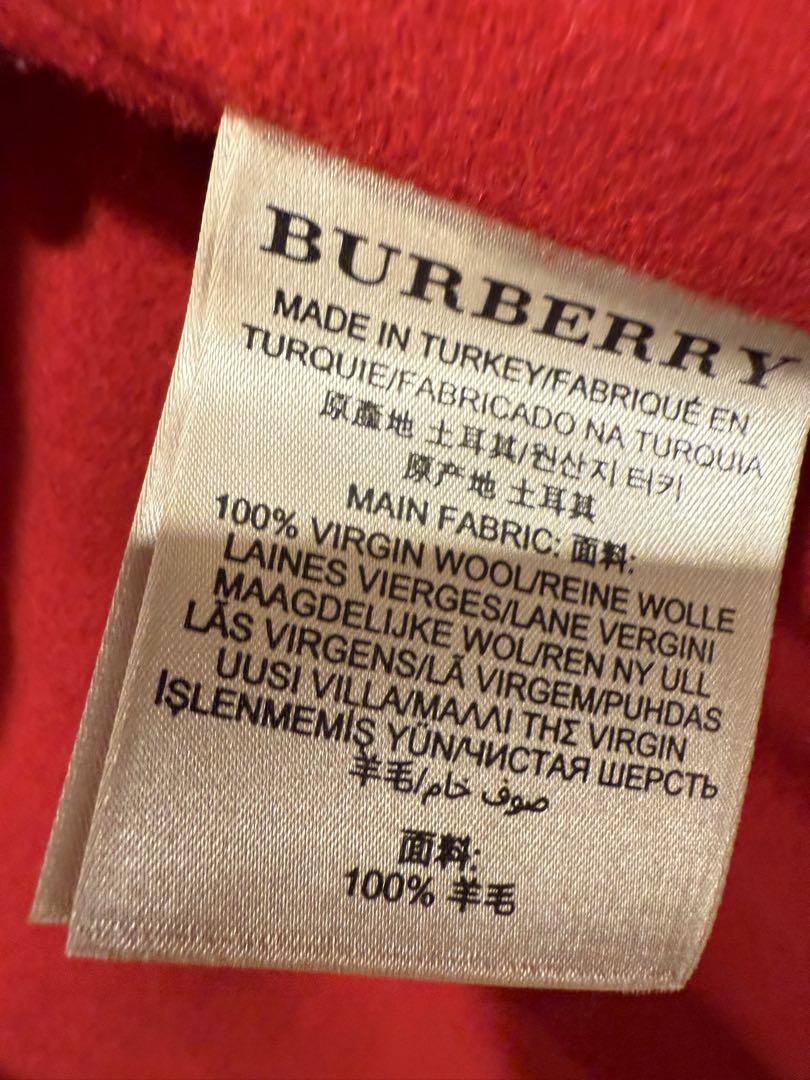 BURBERRY
MADE IN TURKEY/FABRIQUÉ EN
TURQUIE/FABRICADO NA TURQUIA
原產地 土耳其/원산지 터키
原产地 土耳其
MAIN FABRIC: 面料:
100% VIRGIN WOOL/REINE WOLLE
LAINES VIERGES/LANE VERGINI
MAAGDELIJKE WOL/REN NY ULL
LÃS VIRGENS/LÃ VIRGEM/PUHDAS
UUSI VILLA/ΜΑΛΛΙ ΤΗΣ VIRGIN
IŞLENMEMIŞ YÜN/ЧИСТАЯ ШЕРСТЬ
羊毛/صوف خام
面料:
100% 羊毛